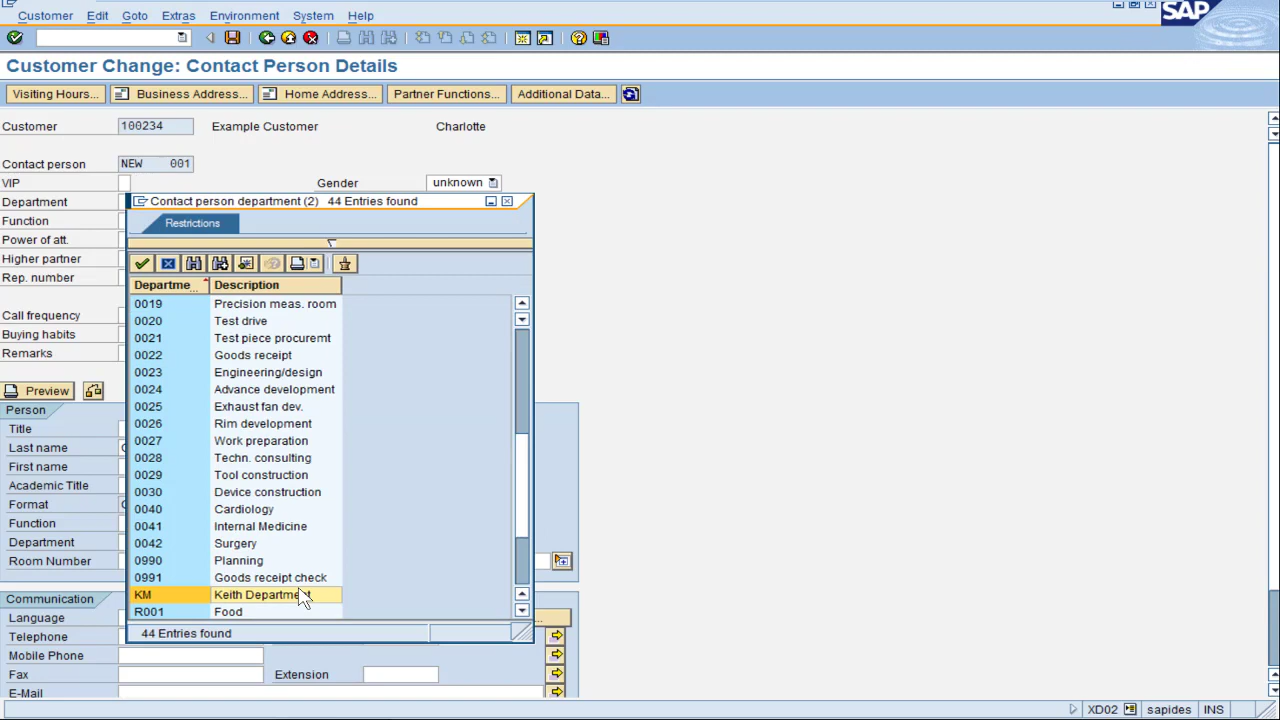 Customer Edit Goto Extras Environment System Help
SAP
Customer Change: Contact Person Details
Visiting Hours... Business Address... Home Address... Partner Functions... Additional Data...
Customer 100234 Example Customer Charlotte
Contact person NEW 001
VIP Gender unknown
Department
Function
Power of att.
Higher partner
Rep. number
Call frequency
Buying habits
Remarks
Preview
Person
Title
Last name
First name
Academic Title
Format
Function
Department
Room Number
Communication
Language
Telephone
Mobile Phone
Fax Extension
E-Mail
Contact person department (2) 44 Entries found
Restrictions
Departme... Description
0019 Precision meas. room
0020 Test drive
0021 Test piece procuremt
0022 Goods receipt
0023 Engineering/design
0024 Advance development
0025 Exhaust fan dev.
0026 Rim development
0027 Work preparation
0028 Techn. consulting
0029 Tool construction
0030 Device construction
0040 Cardiology
0041 Internal Medicine
0042 Surgery
0990 Planning
0991 Goods receipt check
KM Keith Department
R001 Food
44 Entries found
XD02 sapides INS